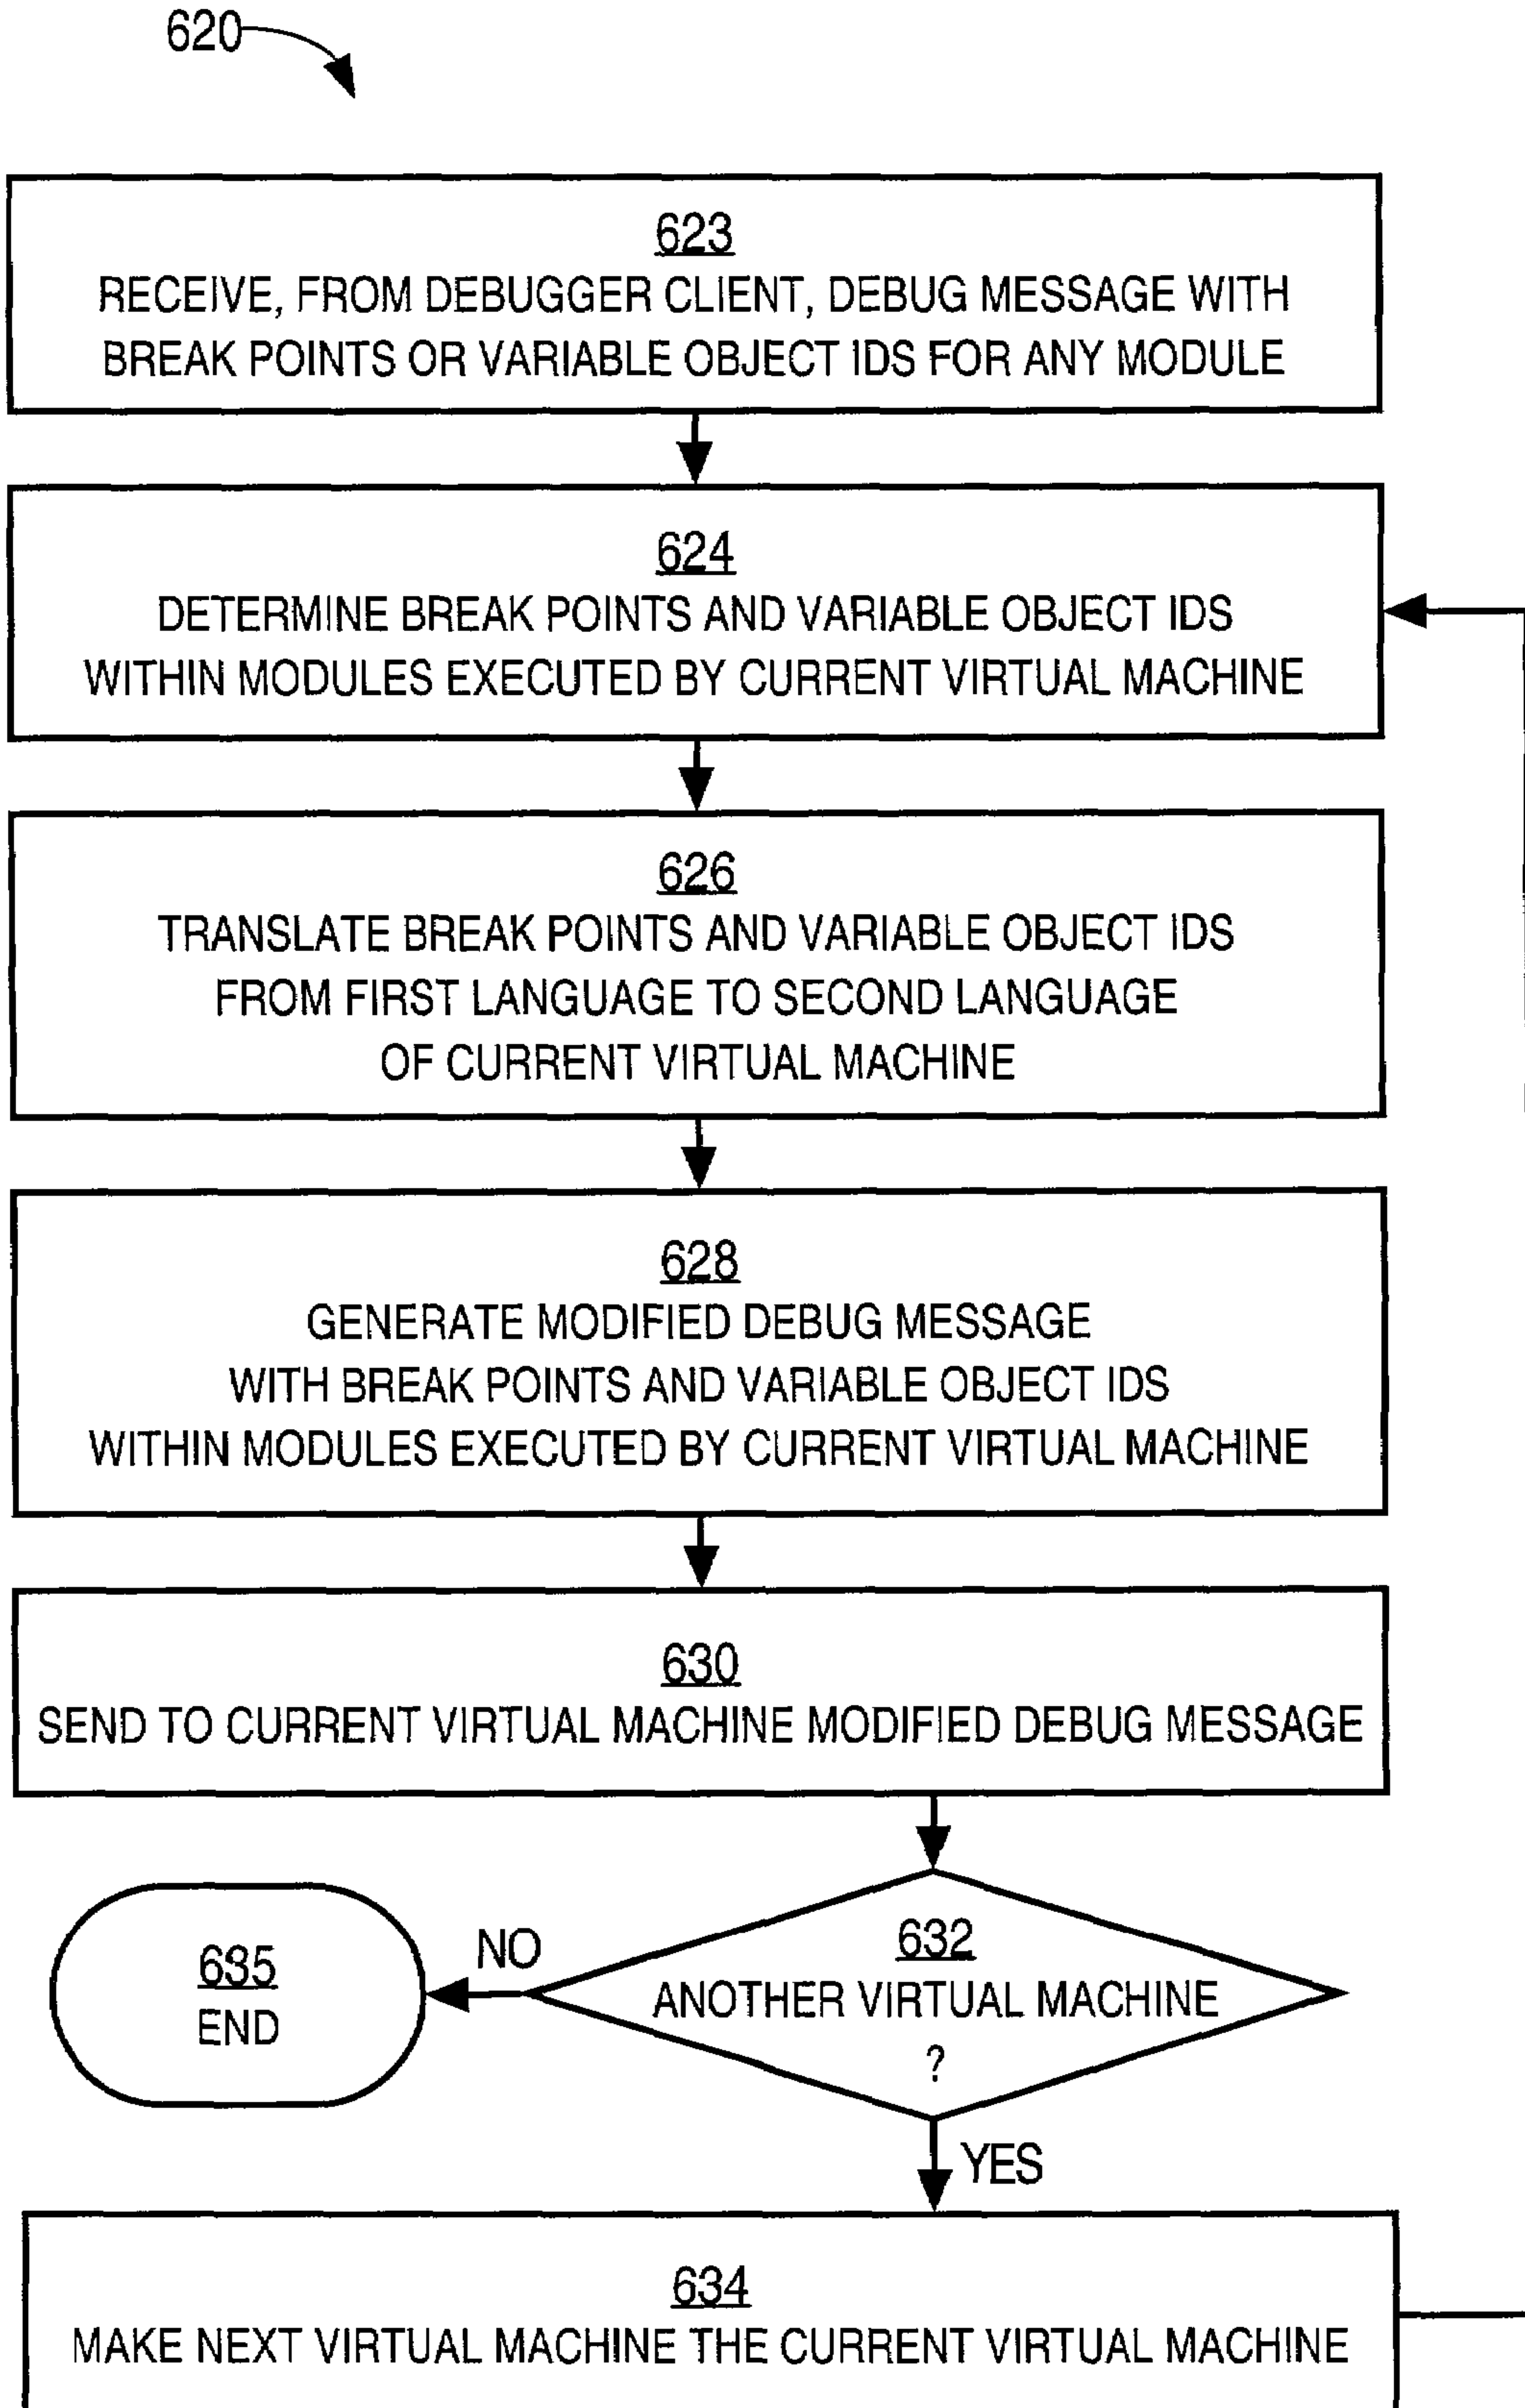 620
623
RECEIVE, FROM DEBUGGER CLIENT, DEBUG MESSAGE WITH
BREAK POINTS OR VARIABLE OBJECT IDS FOR ANY MODULE
624
DETERMINE BREAK POINTS AND VARIABLE OBJECT IDS
WITHIN MODULES EXECUTED BY CURRENT VIRTUAL MACHINE
626
TRANSLATE BREAK POINTS AND VARIABLE OBJECT IDS
FROM FIRST LANGUAGE TO SECOND LANGUAGE
OF CURRENT VIRTUAL MACHINE
628
GENERATE MODIFIED DEBUG MESSAGE
WITH BREAK POINTS AND VARIABLE OBJECT IDS
WITHIN MODULES EXECUTED BY CURRENT VIRTUAL MACHINE
630
SEND TO CURRENT VIRTUAL MACHINE MODIFIED DEBUG MESSAGE
632
ANOTHER VIRTUAL MACHINE
?
NO
635
END
YES
634
MAKE NEXT VIRTUAL MACHINE THE CURRENT VIRTUAL MACHINE